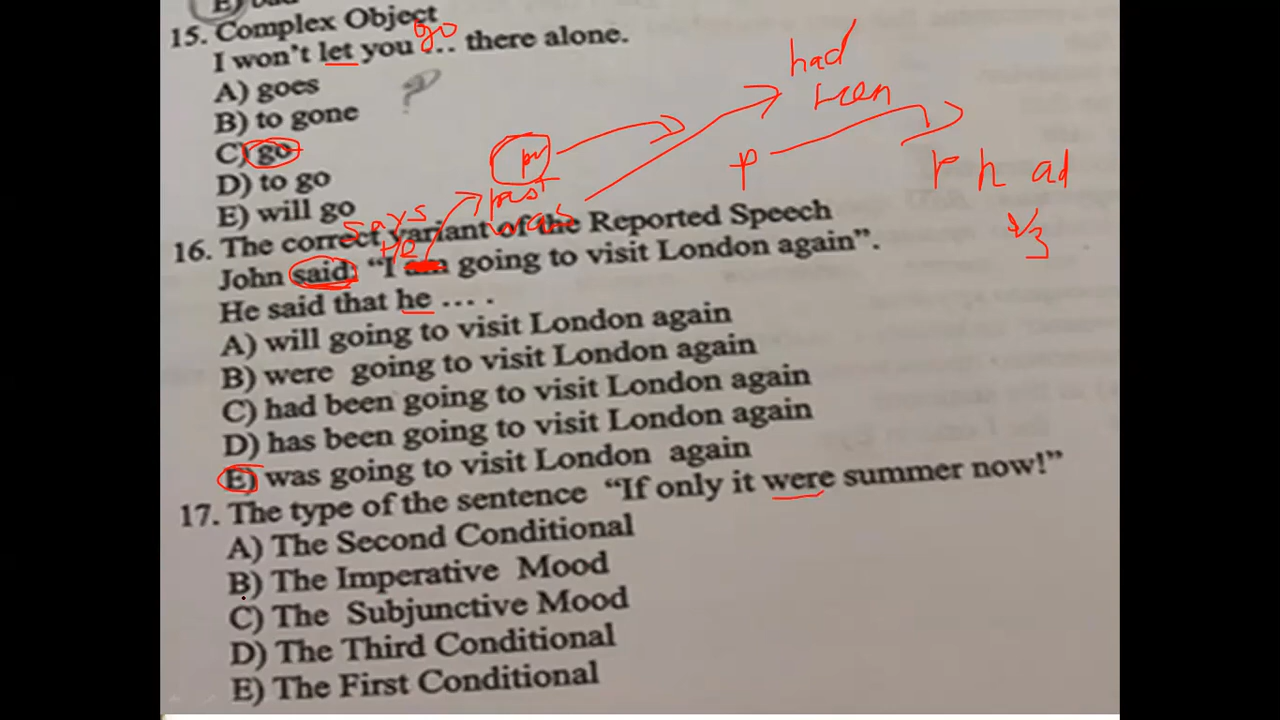 15. Complex Object
go
I won't let you ... there alone.
A) goes
B) to gone
C) go
D) to go
E) will go
?
had
been
past
was
p
had
V3
says
He
16. The correct variant of the Reported Speech
John said: "I am going to visit London again".
He said that he ... .
A) will going to visit London again
B) were going to visit London again
C) had been going to visit London again
D) has been going to visit London again
E) was going to visit London again
17. The type of the sentence "If only it were summer now!"
A) The Second Conditional
B) The Imperative Mood
C) The Subjunctive Mood
D) The Third Conditional
E) The First Conditional